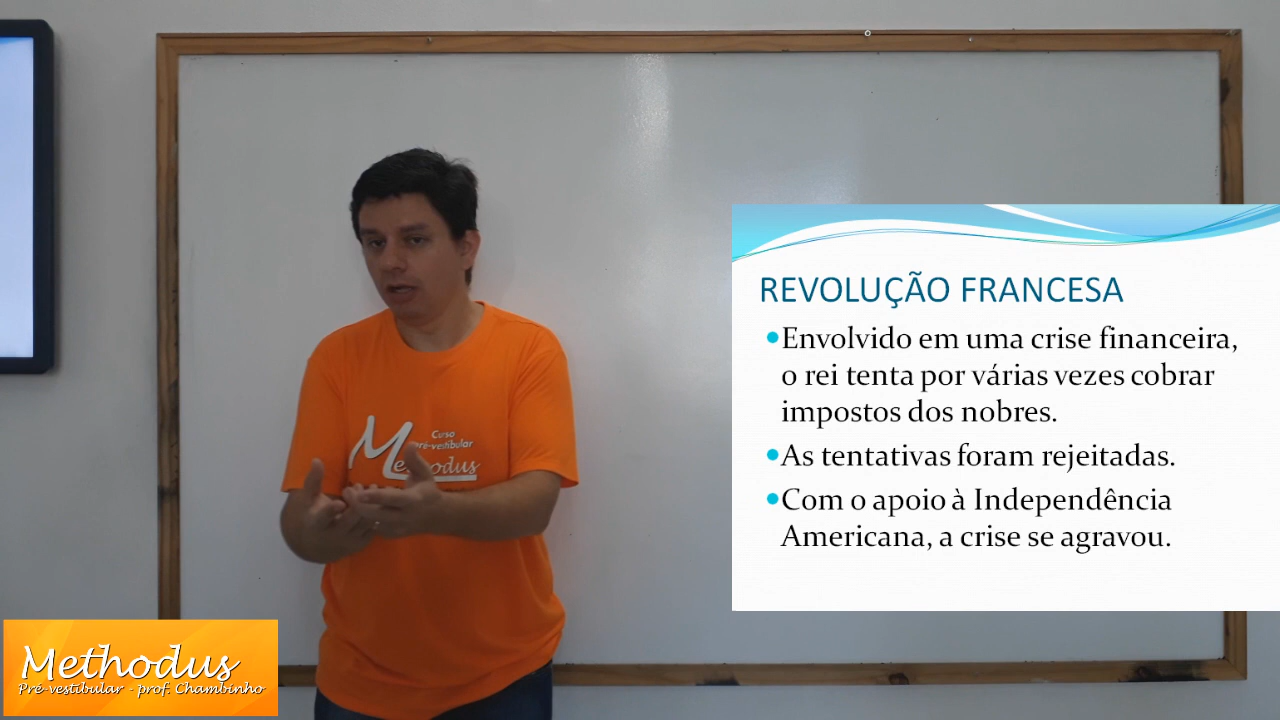 REVOLUÇÃO FRANCESA
Envolvido em uma crise financeira,
o rei tenta por várias vezes cobrar
impostos dos nobres.
As tentativas foram rejeitadas.
Com o apoio à Independência
Americana, a crise se agravou.
Curso
Pré-vestibular
Methodus
Methodus
Pré-vestibular - prof. Chambinho